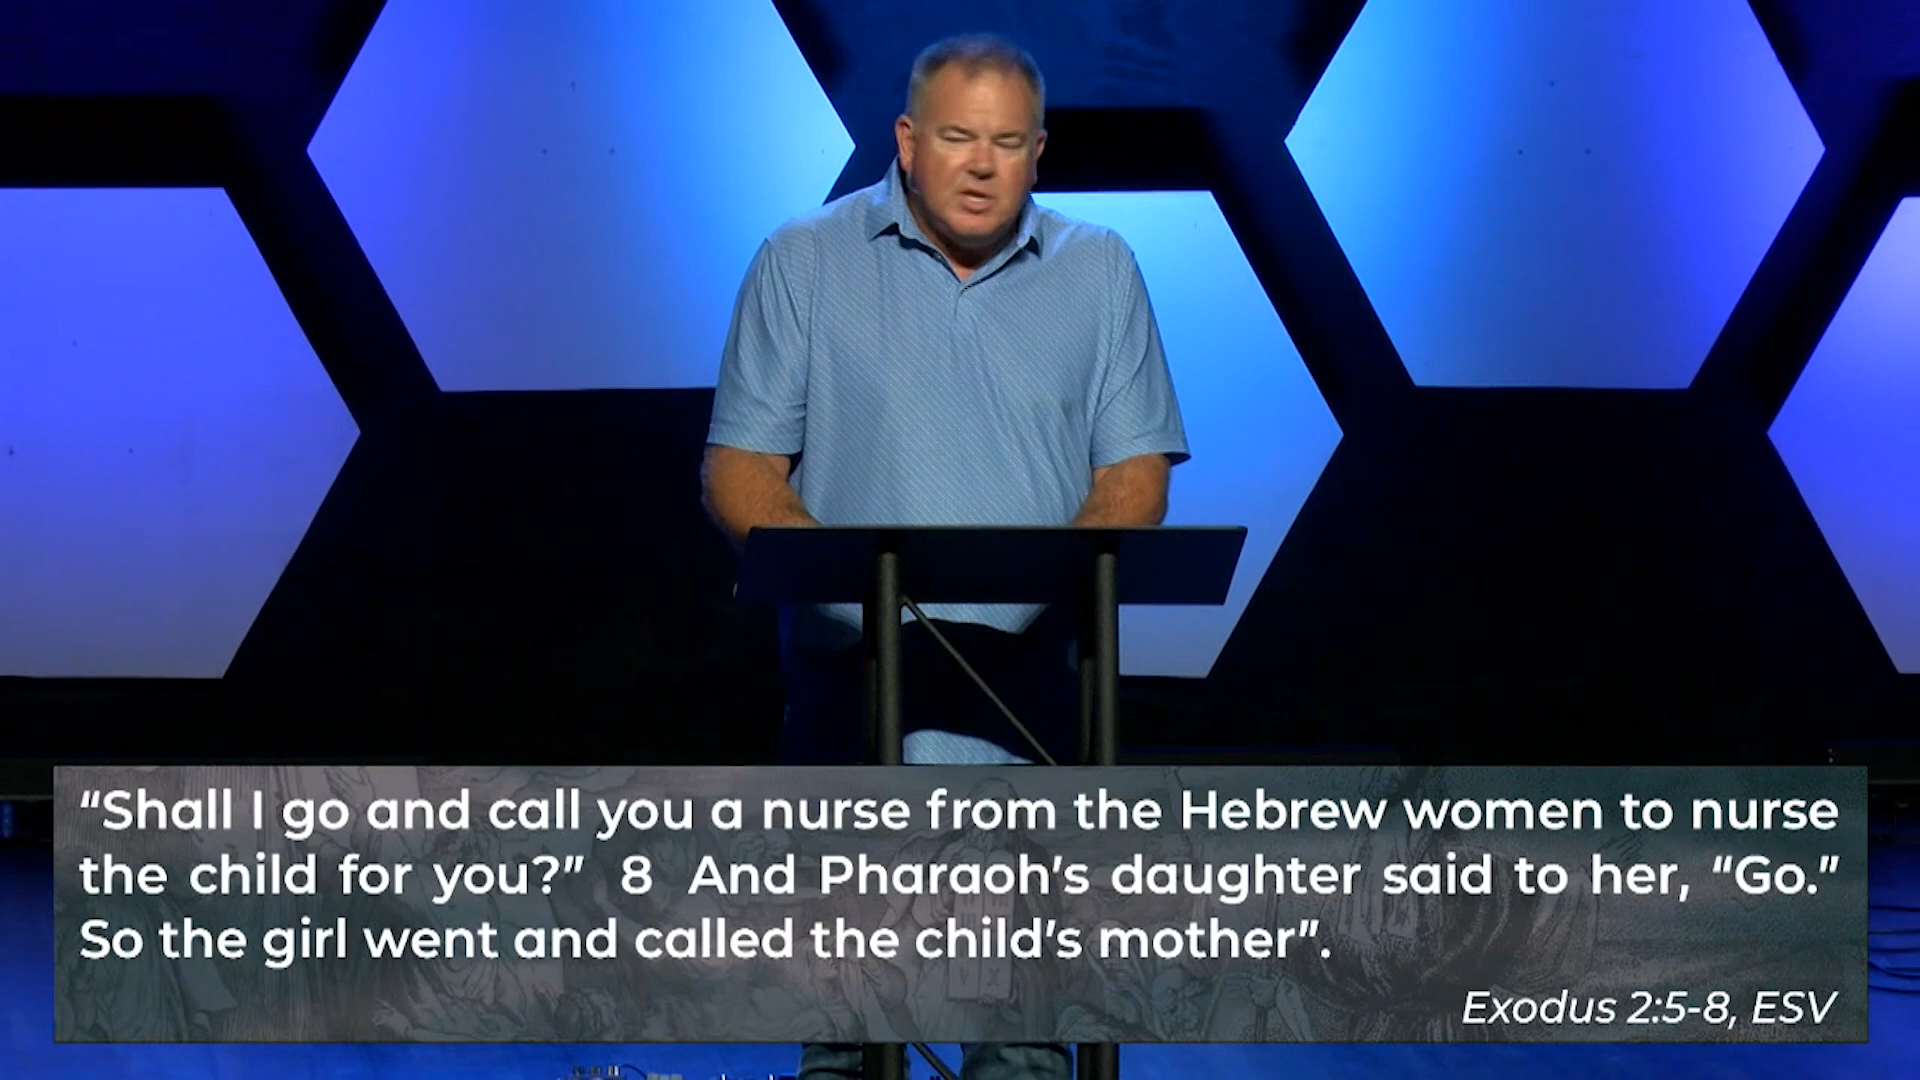 “Shall I go and call you a nurse from the Hebrew women to nurse
the child for you?” 8 And Pharaoh’s daughter said to her, “Go.”
So the girl went and called the child’s mother”.
Exodus 2:5-8, ESV